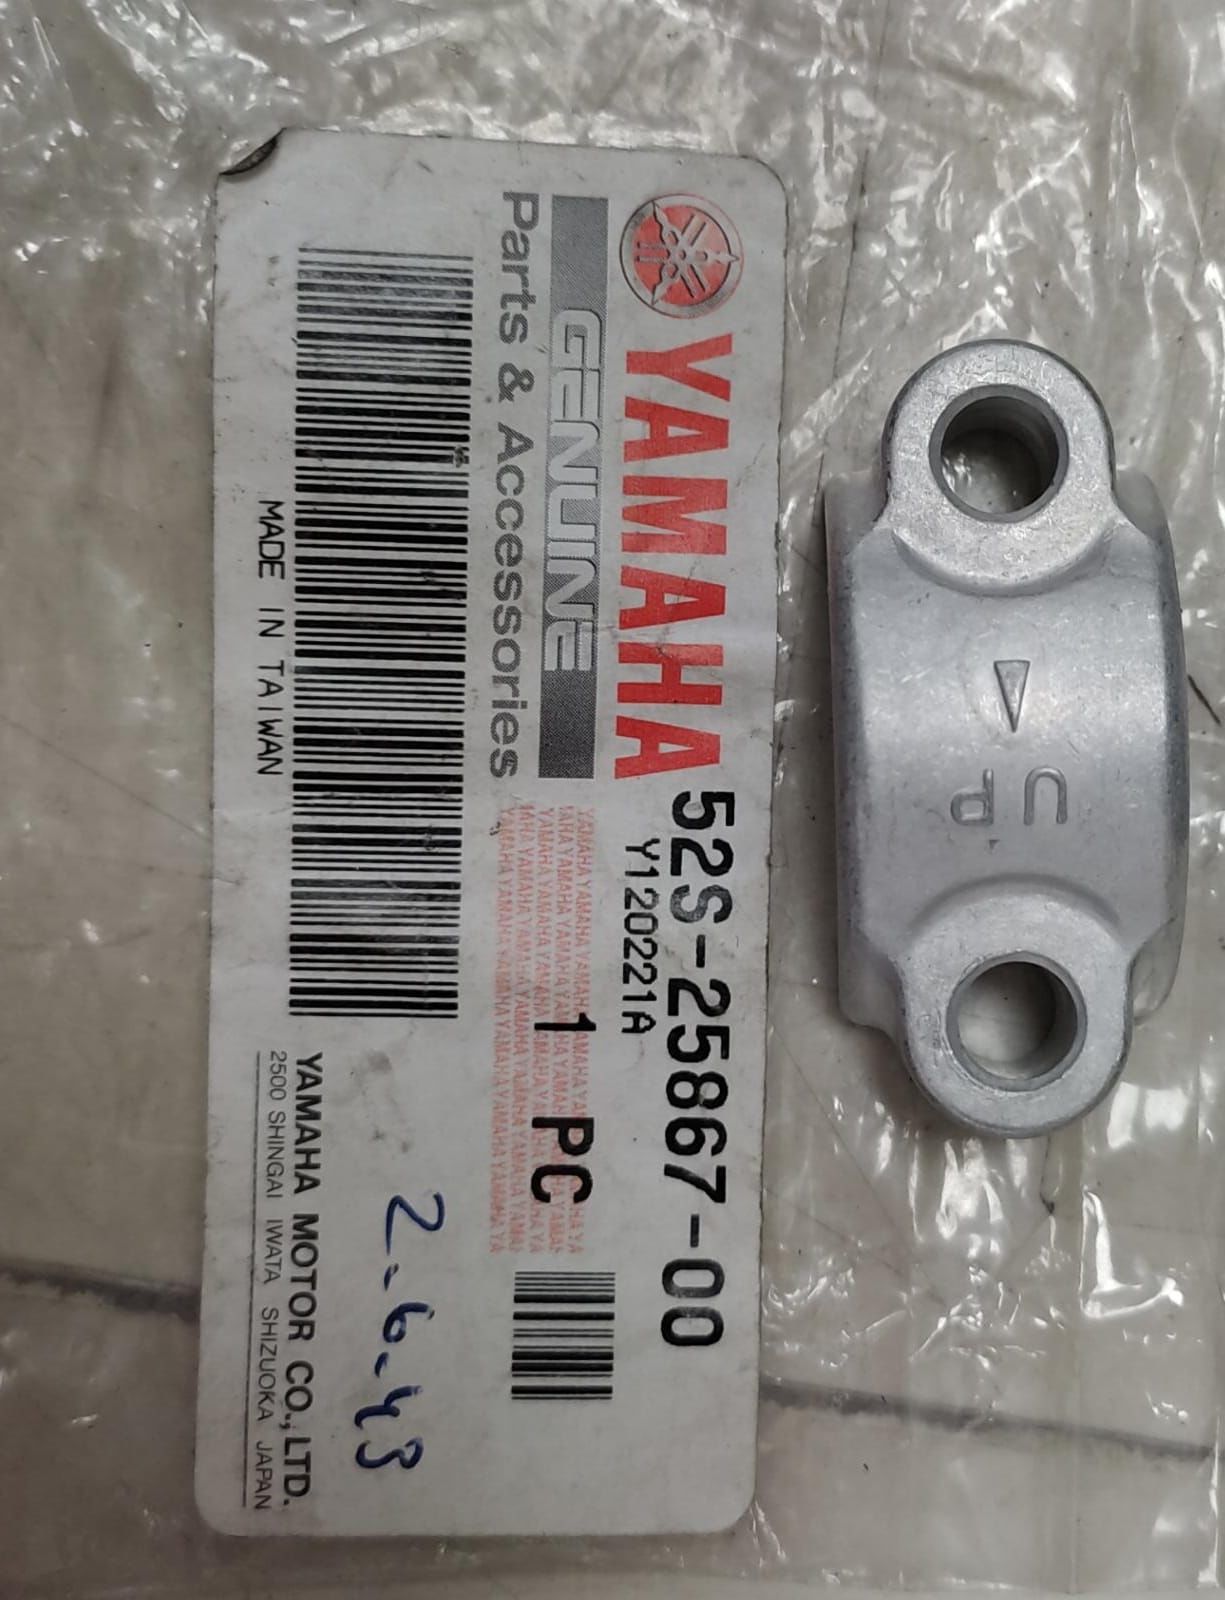 YAMAHA
GENUINE
Parts & Accessories
52S-25867-00
Y120221A
1 PC
MADE IN TAIWAN
2-6-43
YAMAHA MOTOR CO., LTD.
2500 SHINGAI IWATA SHIZUOKA JAPAN
UP